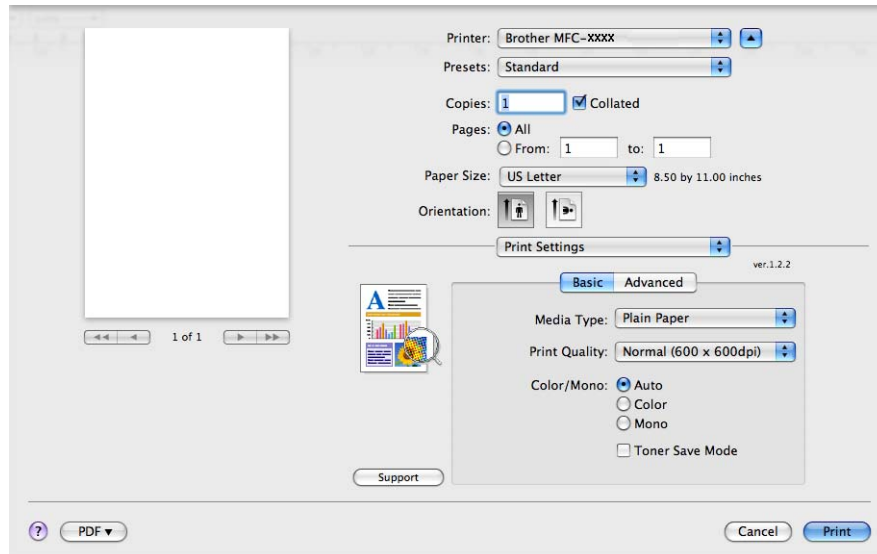 Printer: Brother MFC-XXXX
Presets: Standard
Copies: 1 Collated
Pages: All
From: 1 to: 1
Paper Size: US Letter 8.50 by 11.00 inches
Orientation:
Print Settings
ver.1.2.2
Basic Advanced
Media Type: Plain Paper
Print Quality: Normal (600 x 600dpi)
Color/Mono: Auto
Color
Mono
Toner Save Mode
1 of 1
A
Support
? PDF Cancel Print